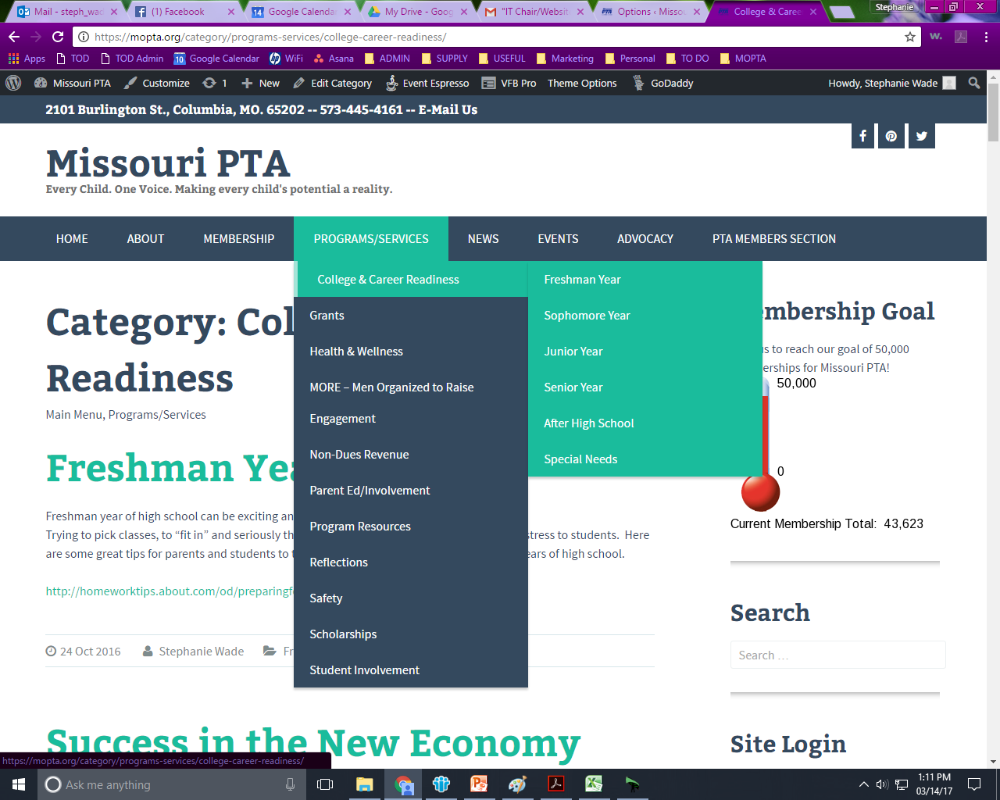 Mail - steph_wad
(1) Facebook
Google Calenda
My Drive - Goog
"IT Chair/Websit
Options ‹ Missou
College & Caree
Stephanie
https://mopta.org/category/programs-services/college-career-readiness/
Apps TOD TOD Admin Google Calendar WiFi Asana ADMIN SUPPLY USEFUL Marketing Personal TO DO MOPTA
Missouri PTA Customize 1 New Edit Category Event Espresso VFB Pro Theme Options GoDaddy Howdy, Stephanie Wade
2101 Burlington St., Columbia, MO. 65202 -- 573-445-4161 -- E-Mail Us
Missouri PTA
Every Child. One Voice. Making every child's potential a reality.
HOME ABOUT MEMBERSHIP PROGRAMS/SERVICES NEWS EVENTS ADVOCACY PTA MEMBERS SECTION
College & Career Readiness
Grants
Health & Wellness
MORE – Men Organized to Raise
Engagement
Non-Dues Revenue
Parent Ed/Involvement
Program Resources
Reflections
Safety
Scholarships
Student Involvement
Freshman Year
Sophomore Year
Junior Year
Senior Year
After High School
Special Needs
Category: Col
Readiness
Main Menu, Programs/Services
Freshman Yea
Freshman year of high school can be exciting an
Trying to pick classes, to “fit in” and seriously th stress to students. Here
are some great tips for parents and students to t ears of high school.
http://homeworktips.about.com/od/preparingfo
24 Oct 2016 Stephanie Wade Fr
Success in the New Economy
embership Goal
us to reach our goal of 50,000
erships for Missouri PTA!
50,000
0
Current Membership Total: 43,623
Search
Search …
Site Login
https://mopta.org/category/programs-services/college-career-readiness/
Ask me anything
1:11 PM
03/14/17